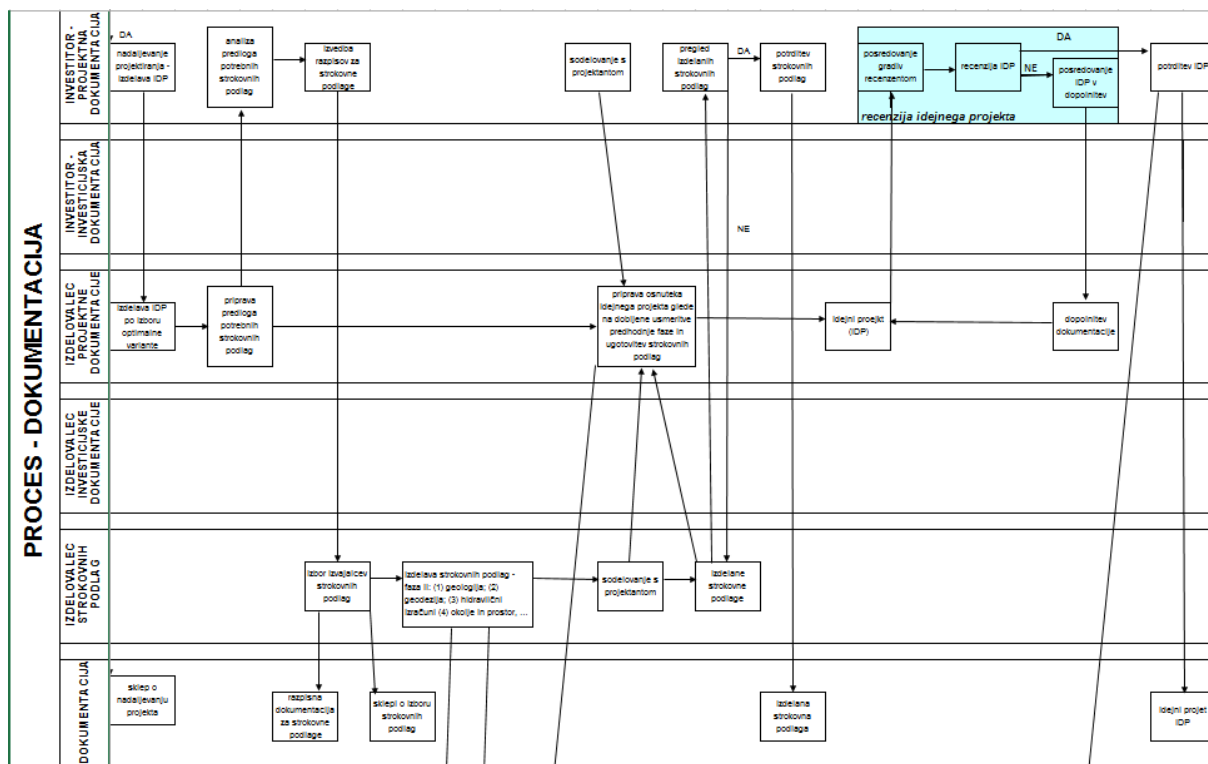 PROCES - DOKUMENTACIJA
INVESTITOR -
PROJEKTNA
DOKUMENTACIJA
DA
nadaljevanje
projektiranja -
izdelava IDP
analiza
predloga
potrebnih
strokovnih
podlag
izvedba
razpisov za
strokovne
podlage
sodelovanje s
projektantom
pregled
izdelanih
strokovnih
podlag
DA
potrditev
strokovnih
podlag
posredovanje
gradiv
recenzentom
recenzija IDP
DA
NE
posredovanje
IDP v
dopolnitev
recenzija idejnega projekta
potrditev IDP
INVESTITOR -
INVESTICIJSKA
DOKUMENTACIJA
NE
IZDELOVALEC
PROJEKTNE
DOKUMENTACIJE
izdelava IDP
po izboru
optimalne
variante
priprava
predloga
potrebnih
strokovnih
podlag
priprava osnuteka
idejnega projekta glede
na dobljene usmeritve
predhodnje faze in
ugotovitev strokovnih
podlag
idejni proejkt
(IDP)
dopolnitev
dokumentacije
IZDELOVALEC
INVESTICIJSKE
DOKUMENTACIJE
IZDELOVALEC
STROKOVNIH
PODLAG
izbor izvajalcev
strokovnih
podlag
izdelava strokovnih podlag -
faza II: (1) geologija; (2)
geodezija; (3) hidravlični
izračuni (4) okolje in prostor, ...
sodelovanje s
projektantom
izdelane
strokovne
podlage
DOKUMENTACIJA
sklep o
nadaljevanju
projekta
razpisna
dokumentacija
za strokovne
podlage
sklepi o izboru
strokovnih
podlag
izdelana
strokovna
podlaga
idejni projet
IDP